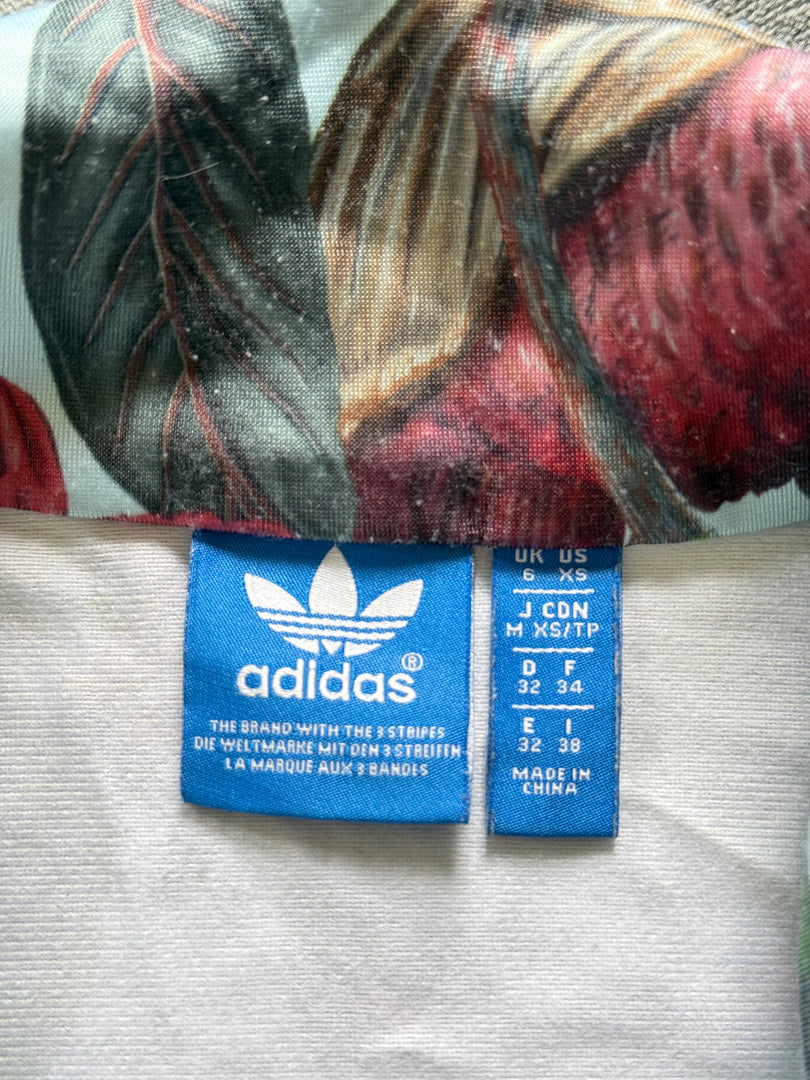 adidas®
THE BRAND WITH THE 3 STRIPES
DIE WELTMARKE MIT DEN 3 STREIFEN
LA MARQUE AUX 3 BANDES
UK US
6 XS
J CDN
M XS/TP
D F
32 34
E I
32 38
MADE IN
CHINA